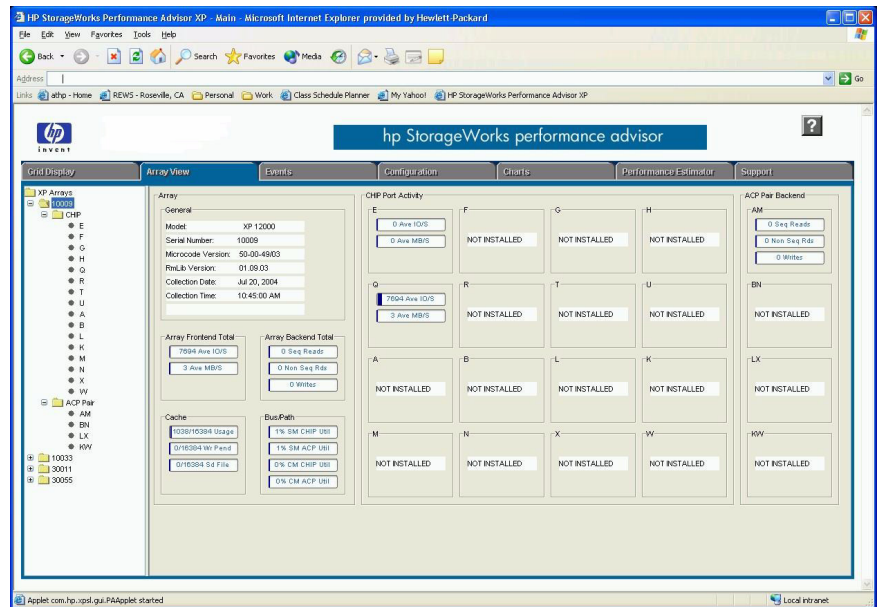 HP StorageWorks Performance Advisor XP - Main - Microsoft Internet Explorer provided by Hewlett-Packard
File Edit View Favorites Tools Help
Back Search Favorites Media
Address Go
Links athp - Home REWS - Roseville, CA Personal Work Class Schedule Planner My Yahoo! HP StorageWorks Performance Advisor XP
hp
invent
hp StorageWorks performance advisor
?
Grid Display Array View Events Configuration Charts Performance Estimator Support
XP Arrays
10009
CHIP
E
F
G
H
Q
R
T
U
A
B
L
K
M
N
X
W
ACP Pair
AM
BN
LX
KW
10033
30011
30055
Array
General
Model: XP 12000
Serial Number: 10009
Microcode Version: 50-00-49/03
RmLib Version: 01.09.03
Collection Date: Jul 20, 2004
Collection Time: 10:45:00 AM
Array Frontend Total
7694 Ave IO/S
3 Ave MB/S
Array Backend Total
0 Seq Reads
0 Non Seq Rds
0 Writes
Cache
1038/16384 Usage
0/16384 Wr Pend
0/16384 Sd File
Bus/Path
1% SM CHIP Util
1% SM ACP Util
0% CM CHIP Util
0% CM ACP Util
CHIP Port Activity
E
0 Ave IO/S
0 Ave MB/S
F
NOT INSTALLED
G
NOT INSTALLED
H
NOT INSTALLED
Q
7694 Ave IO/S
3 Ave MB/S
R
NOT INSTALLED
T
NOT INSTALLED
U
NOT INSTALLED
A
NOT INSTALLED
B
NOT INSTALLED
L
NOT INSTALLED
K
NOT INSTALLED
M
NOT INSTALLED
N
NOT INSTALLED
X
NOT INSTALLED
W
NOT INSTALLED
ACP Pair Backend
AM
0 Seq Reads
0 Non Seq Rds
0 Writes
BN
NOT INSTALLED
LX
NOT INSTALLED
KW
NOT INSTALLED
Applet com.hp.xpsl.gui.PAApplet started
Local intranet